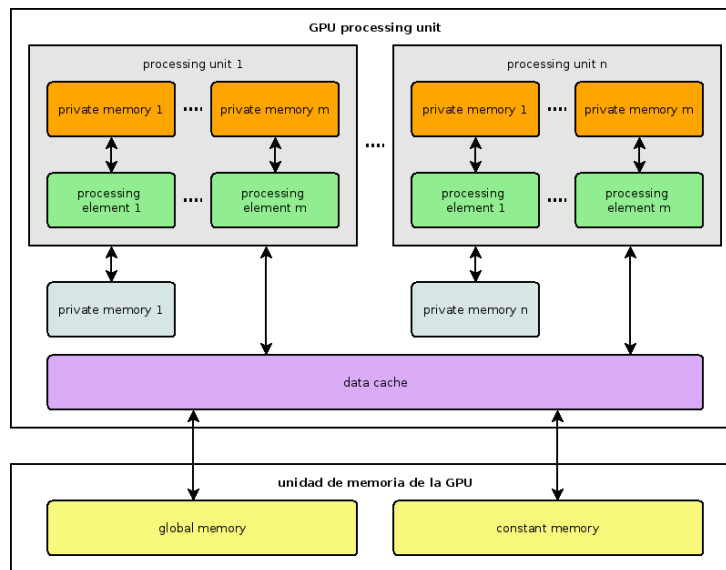 GPU processing unit
processing unit 1
processing unit n
private memory 1
....
private memory m
....
private memory 1
....
private memory m
processing
element 1
....
processing
element m
processing
element 1
....
processing
element m
private memory 1
private memory n
data cache
unidad de memoria de la GPU
global memory
constant memory